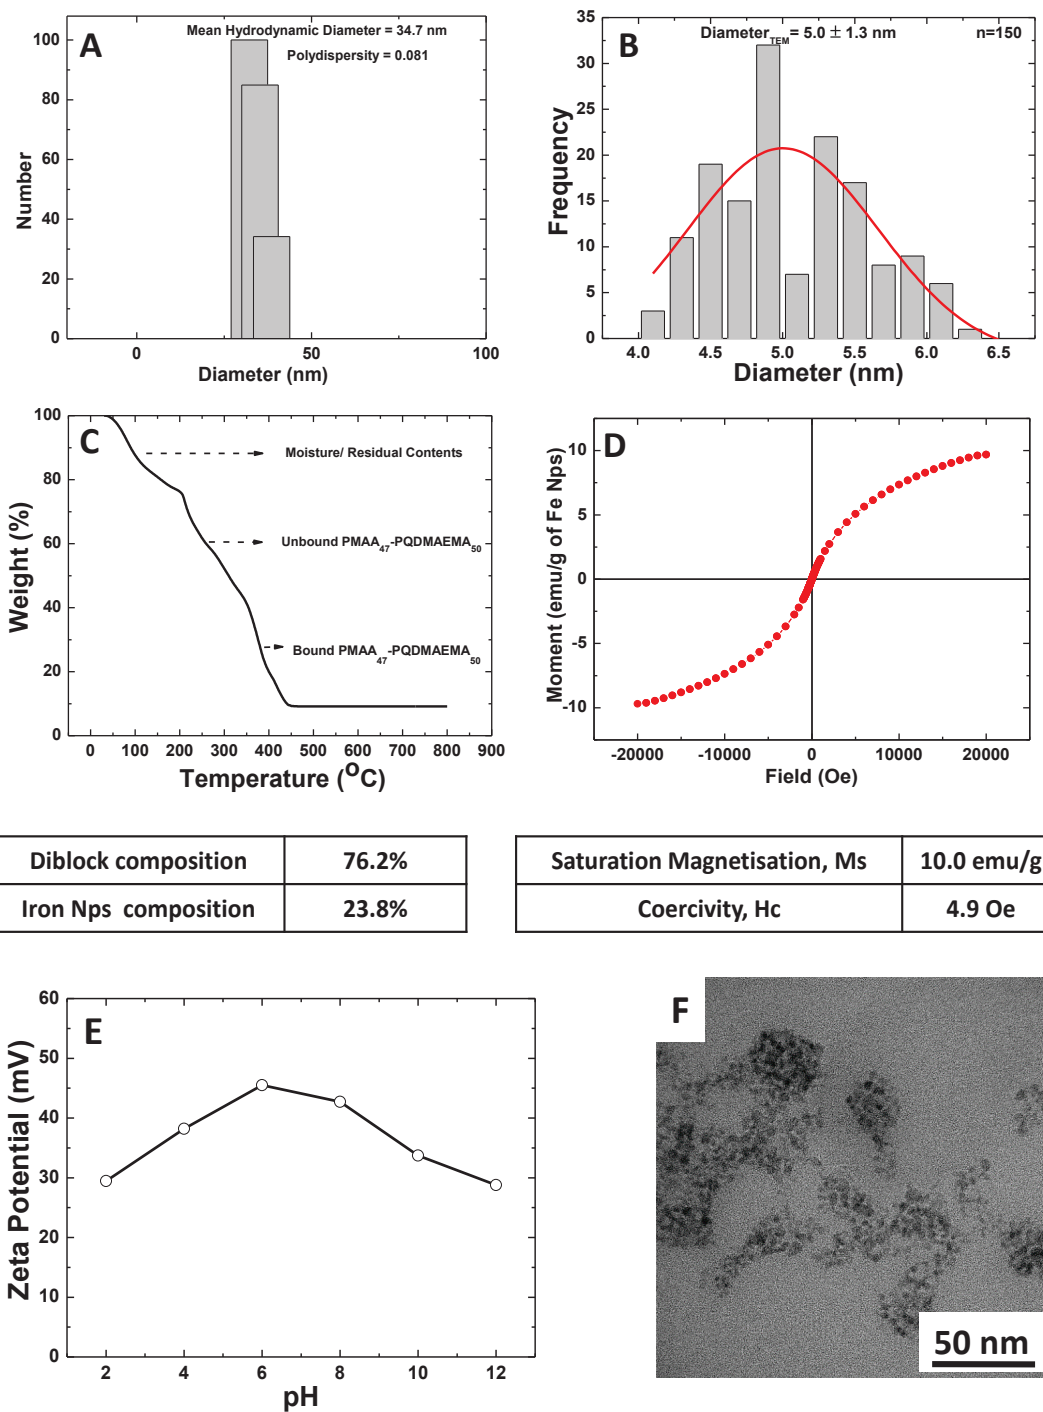 A
Mean Hydrodynamic Diameter = 34.7 nm
Polydispersity = 0.081
100
80
60
40
20
0
Number
0
50
100
Diameter (nm)
B
Diameter TEM = 5.0 ± 1.3 nm
n=150
35
30
25
20
15
10
5
0
Frequency
4.0
4.5
5.0
5.5
6.0
6.5
Diameter (nm)
C
100
80
60
40
20
0
Weight (%)
Moisture/ Residual Contents
Unbound PMAA47-PQDMAEMA50
Bound PMAA47-PQDMAEMA50
0 100 200 300 400 500 600 700 800 900
Temperature (OC)
D
10
5
0
-5
-10
Moment (emu/g of Fe Nps)
-20000
-10000
0
10000
20000
Field (Oe)
Diblock composition 76.2%
Iron Nps composition 23.8%
Saturation Magnetisation, Ms 10.0 emu/g
Coercivity, Hc 4.9 Oe
E
60
50
40
30
20
10
0
Zeta Potential (mV)
2 4 6 8 10 12
pH
F
50 nm